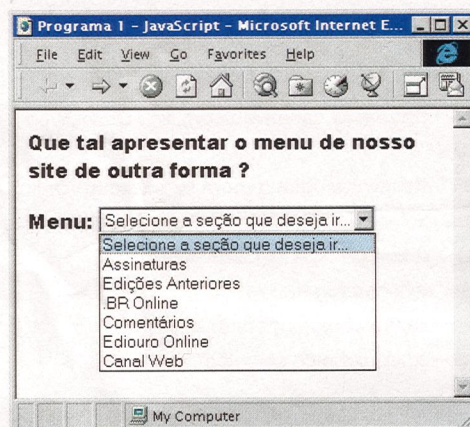 Programa 1 - JavaScript - Microsoft Internet E...
File Edit View Go Favorites Help
Que tal apresentar o menu de nosso
site de outra forma ?
Menu: Selecione a seção que deseja ir...
Selecione a seção que deseja ir...
Assinaturas
Edições Anteriores
.BR Online
Comentários
Ediouro Online
Canal Web
My Computer